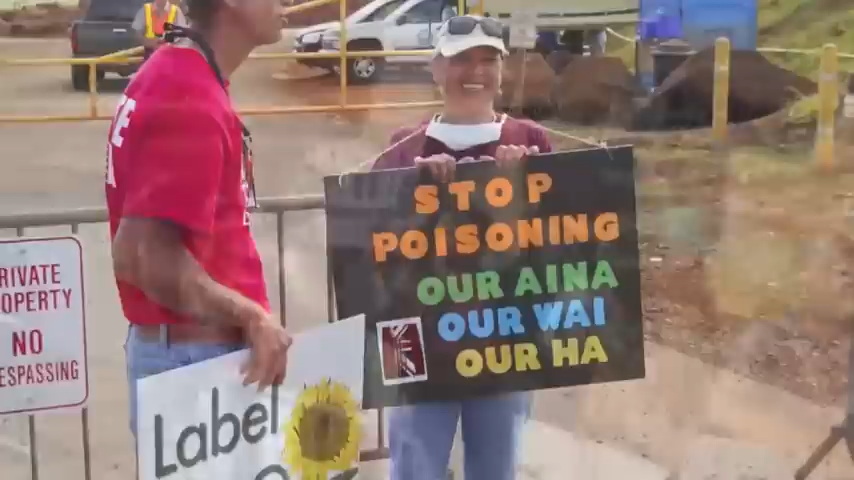 STOP
POISONING
OUR AINA
OUR WAI
OUR HA
RIVATE
OPERTY
NO
ESPASSING
Label